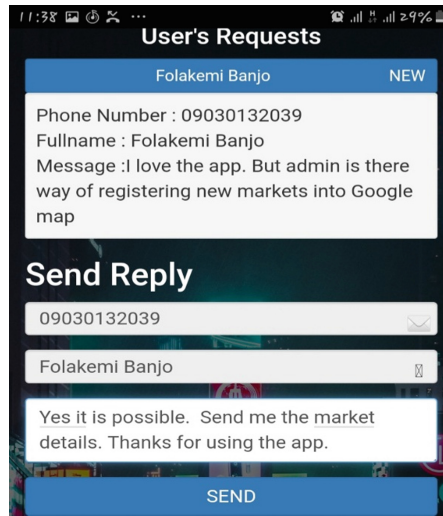 11:38 ... 29%
User's Requests
Folakemi Banjo NEW
Phone Number : 09030132039
Fullname : Folakemi Banjo
Message :I love the app. But admin is there
way of registering new markets into Google
map
Send Reply
09030132039
Folakemi Banjo
Yes it is possible.  Send me the market
details. Thanks for using the app.
SEND